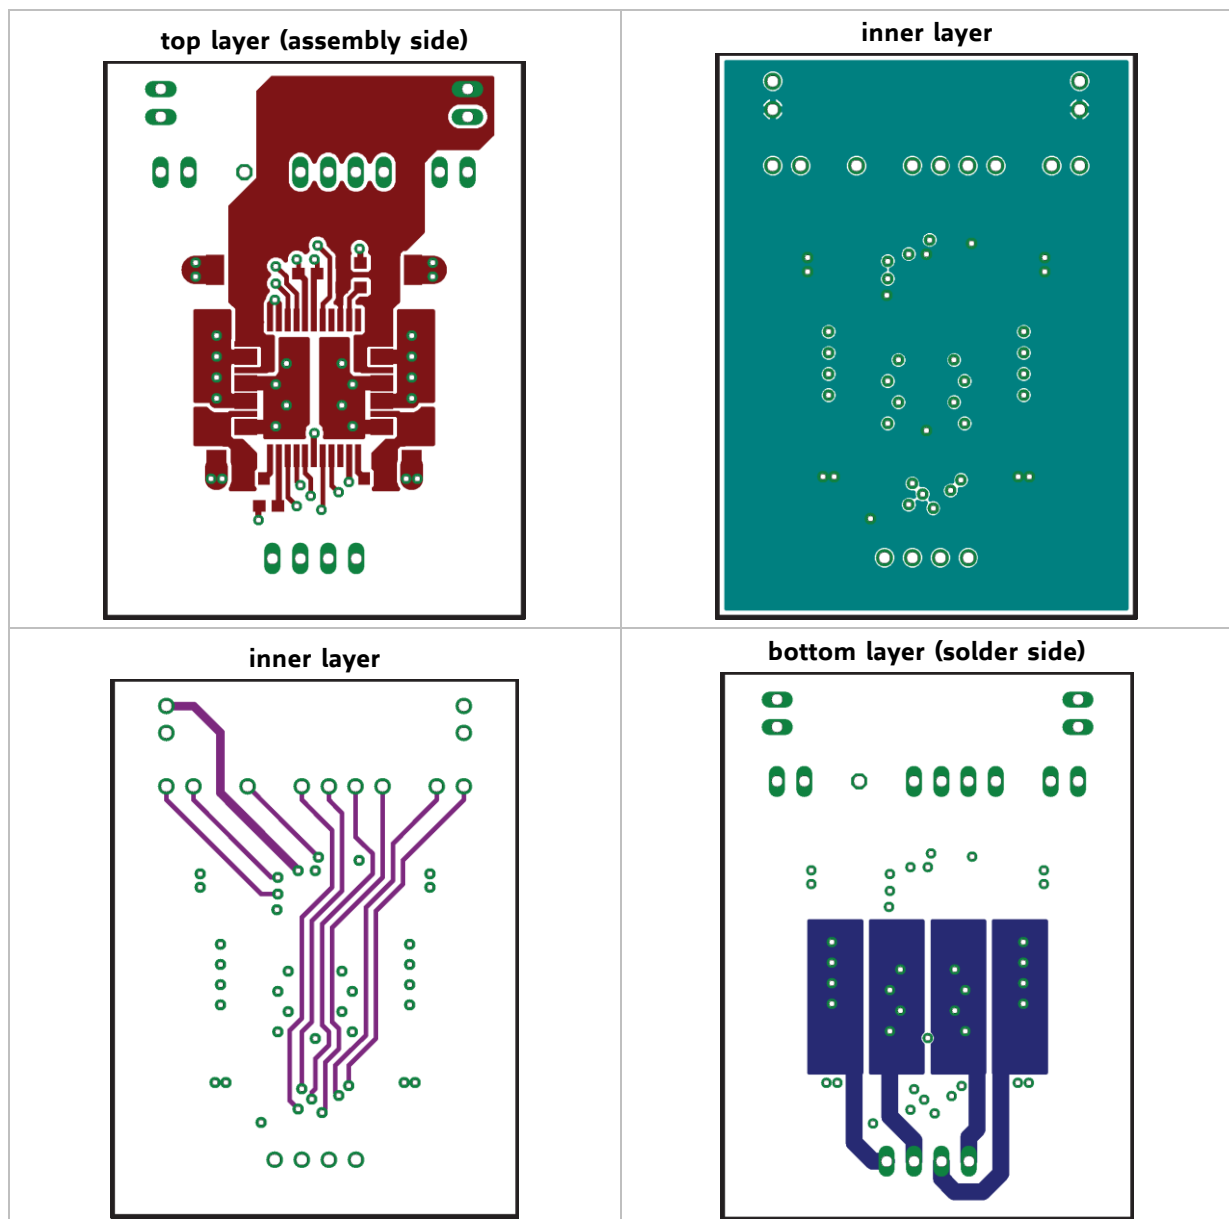 top layer (assembly side)
inner layer
inner layer
bottom layer (solder side)